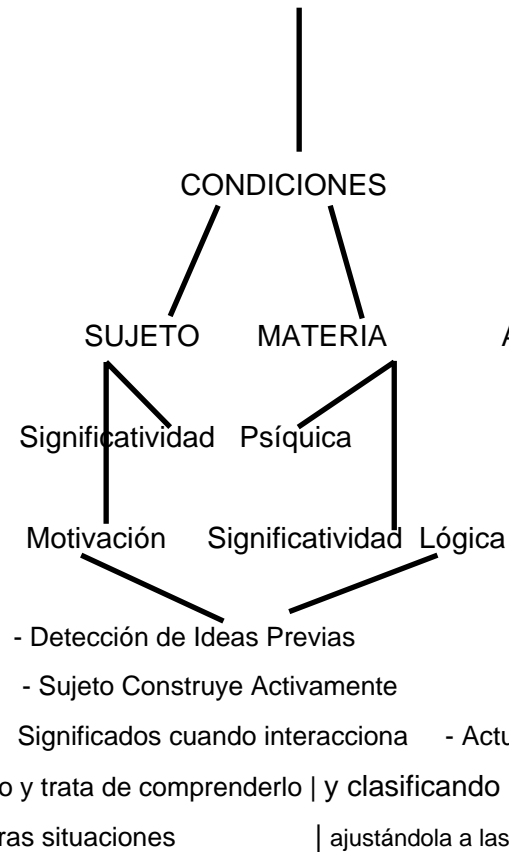 CONDICIONES
SUJETO MATERIA
Significatividad Psíquica
Motivación Significatividad Lógica
- Detección de Ideas Previas
- Sujeto Construye Activamente
Significados cuando interacciona - Actu
o y trata de comprenderlo | y clasificando
ras situaciones | ajustándola a las